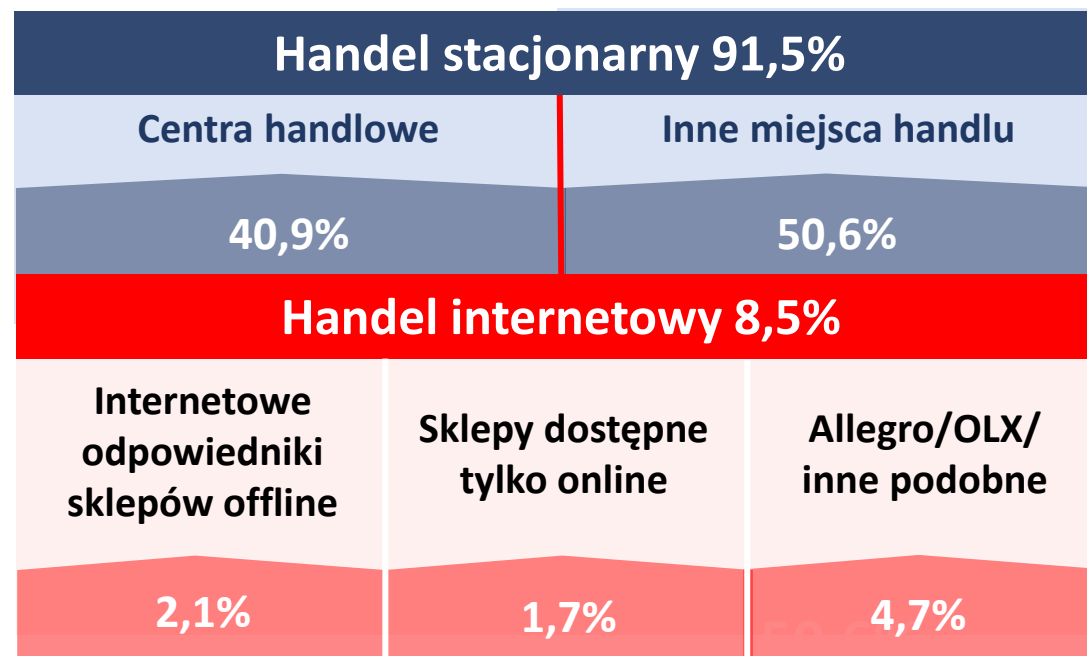 Handel stacjonarny 91,5%
Centra handlowe
Inne miejsca handlu
40,9%
50,6%
Handel internetowy 8,5%
Internetowe
odpowiedniki
sklepów offline
Sklepy dostępne
tylko online
Allegro/OLX/
inne podobne
2,1%
1,7%
4,7%